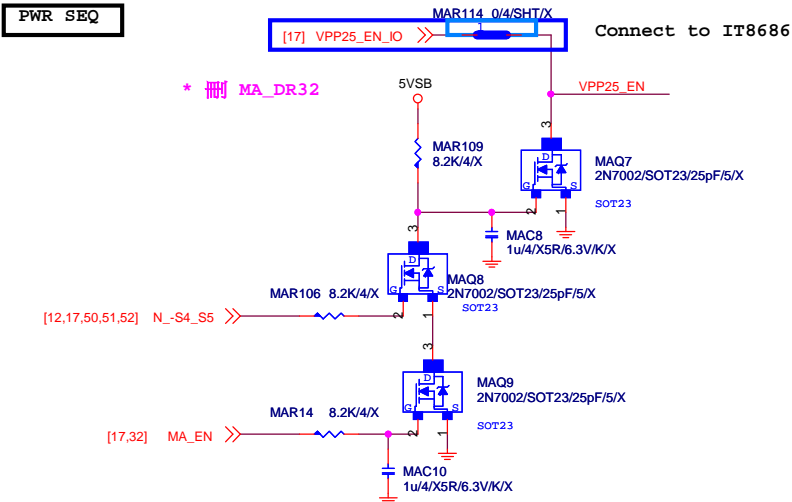 PWR SEQ
MAR114 0/4/SHT/X
1
[17] VPP25_EN_IO
Connect to IT8686
* 刪 MA_DR32
5VSB
VPP25_EN
3
MAR109
8.2K/4/X
D
G
S
MAQ7
2N7002/SOT23/25pF/5/X
SOT23
2
1
3
MAC8
1u/4/X5R/6.3V/K/X
D
G
S
MAQ8
2N7002/SOT23/25pF/5/X
SOT23
MAR106 8.2K/4/X
[12,17,50,51,52] N_-S4_S5
2
1
3
D
G
S
MAQ9
2N7002/SOT23/25pF/5/X
SOT23
MAR14 8.2K/4/X
[17,32] MA_EN
2
1
MAC10
1u/4/X5R/6.3V/K/X